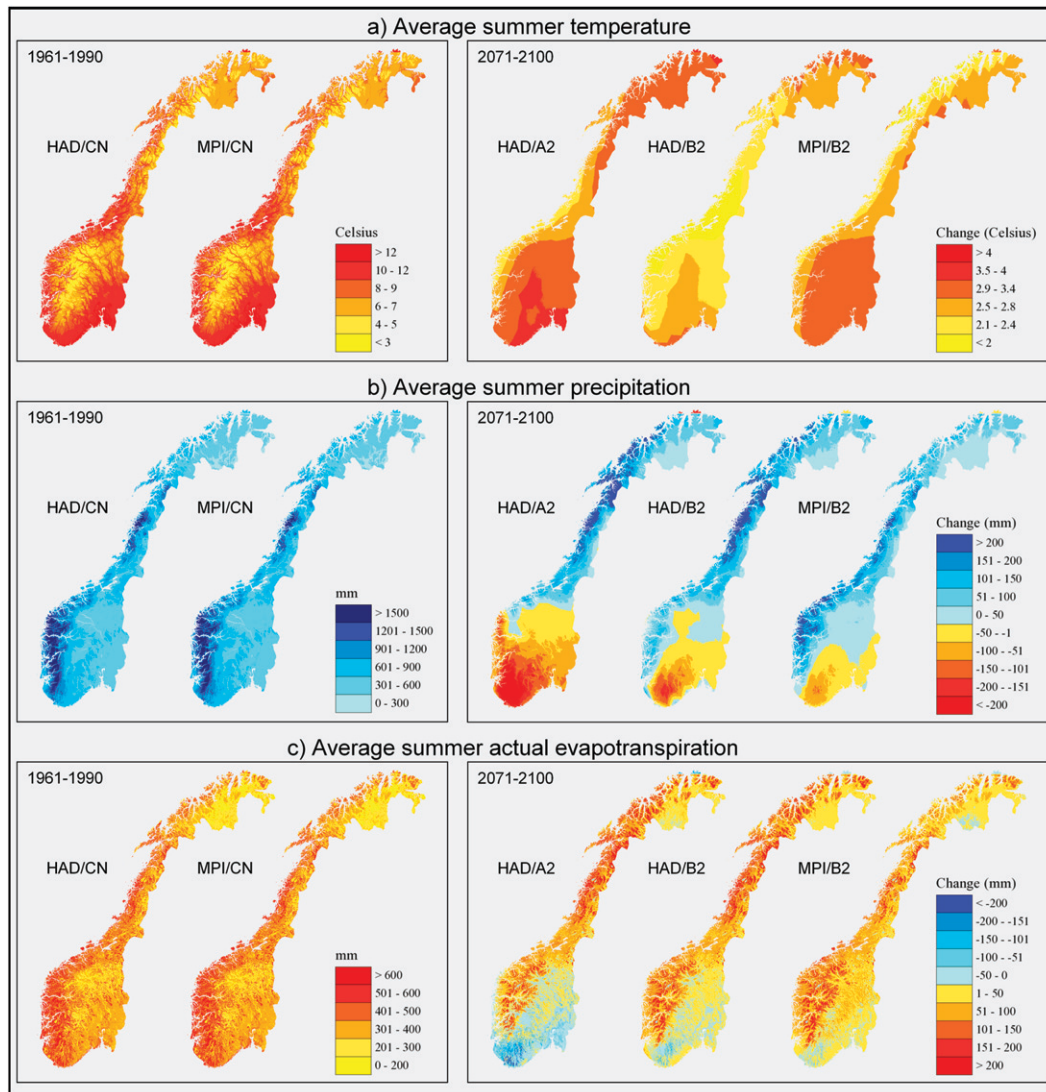 a) Average summer temperature
1961-1990
HAD/CN
MPI/CN
Celsius
> 12
10 - 12
8 - 9
6 - 7
4 - 5
< 3
2071-2100
HAD/A2
HAD/B2
MPI/B2
Change (Celsius)
> 4
3.5 - 4
2.9 - 3.4
2.5 - 2.8
2.1 - 2.4
< 2
b) Average summer precipitation
1961-1990
HAD/CN
MPI/CN
mm
> 1500
1201 - 1500
901 - 1200
601 - 900
301 - 600
0 - 300
2071-2100
HAD/A2
HAD/B2
MPI/B2
Change (mm)
> 200
151 - 200
101 - 150
51 - 100
0 - 50
-50 - -1
-100 - -51
-150 - -101
-200 - -151
< -200
c) Average summer actual evapotranspiration
1961-1990
HAD/CN
MPI/CN
mm
> 600
501 - 600
401 - 500
301 - 400
201 - 300
0 - 200
2071-2100
HAD/A2
HAD/B2
MPI/B2
Change (mm)
< -200
-200 - -151
-150 - -101
-100 - -51
-50 - 0
1 - 50
51 - 100
101 - 150
151 - 200
> 200